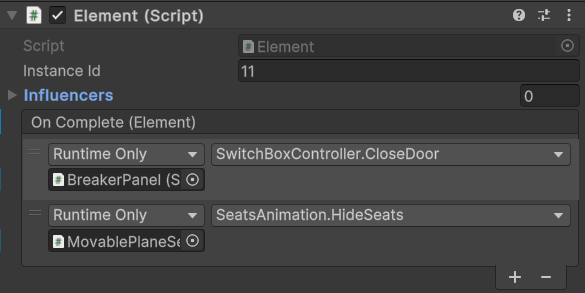 Element (Script)
Script Element
Instance Id 11
Influencers 0
On Complete (Element)
Runtime Only SwitchBoxController.CloseDoor
BreakerPanel (S
Runtime Only SeatsAnimation.HideSeats
MovablePlaneSe